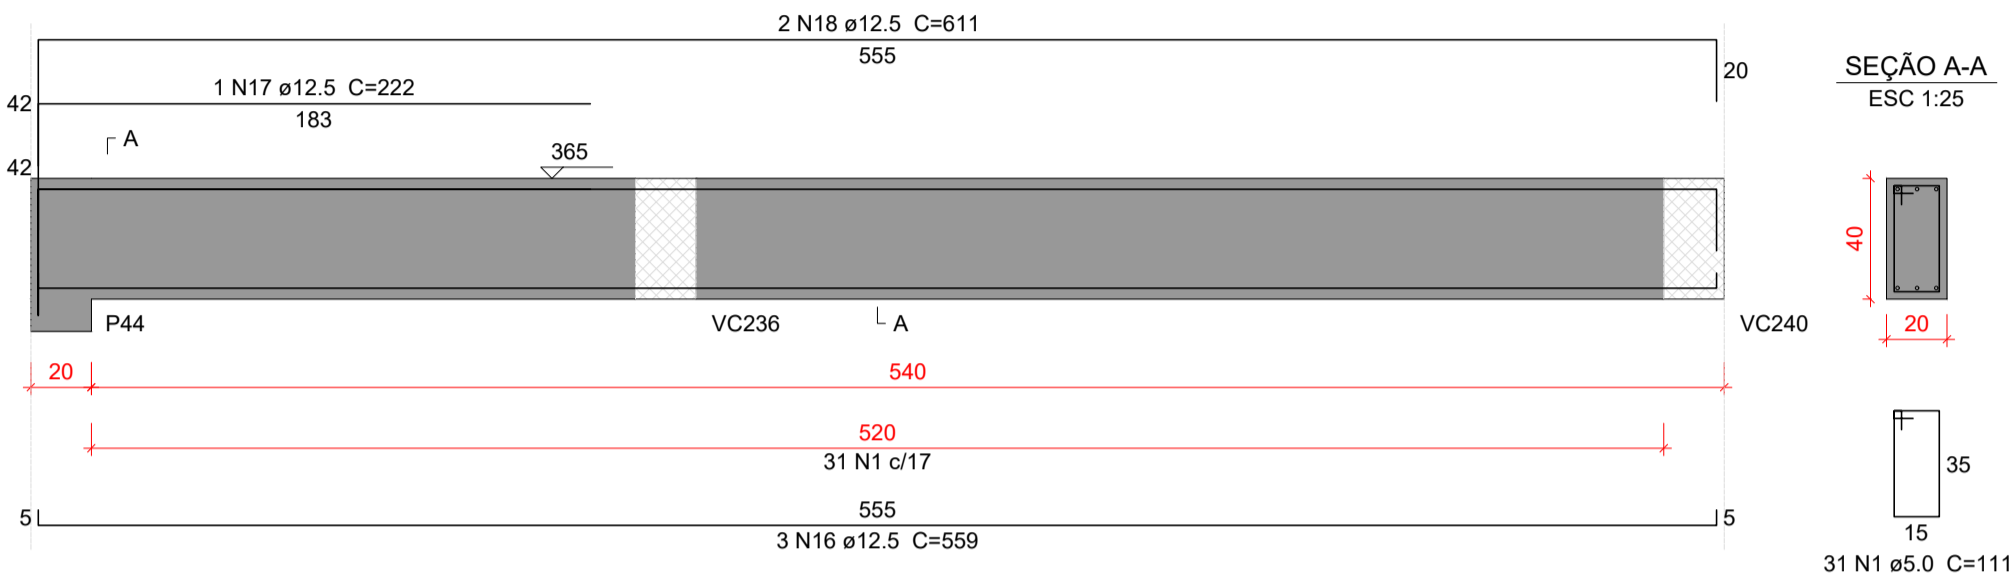 2 N18 ø12.5 C=611
555
20
SEÇÃO A-A
ESC 1:25
1 N17 ø12.5 C=222
42
183
A
365
42
40
P44
VC236
A
VC240
20
20
540
520
31 N1 c/17
35
555
5
5
3 N16 ø12.5 C=559
15
31 N1 ø5.0 C=111